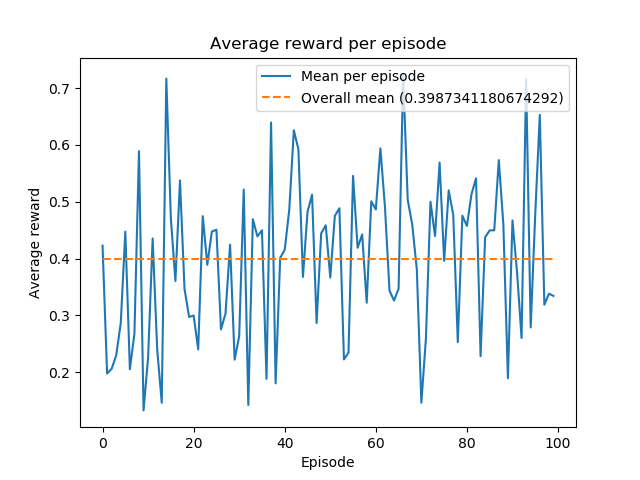 Average reward per episode
Mean per episode
Overall mean (0.3987341180674292)
0.7
0.6
0.5
0.4
0.3
0.2
Average reward
0 20 40 60 80 100
Episode